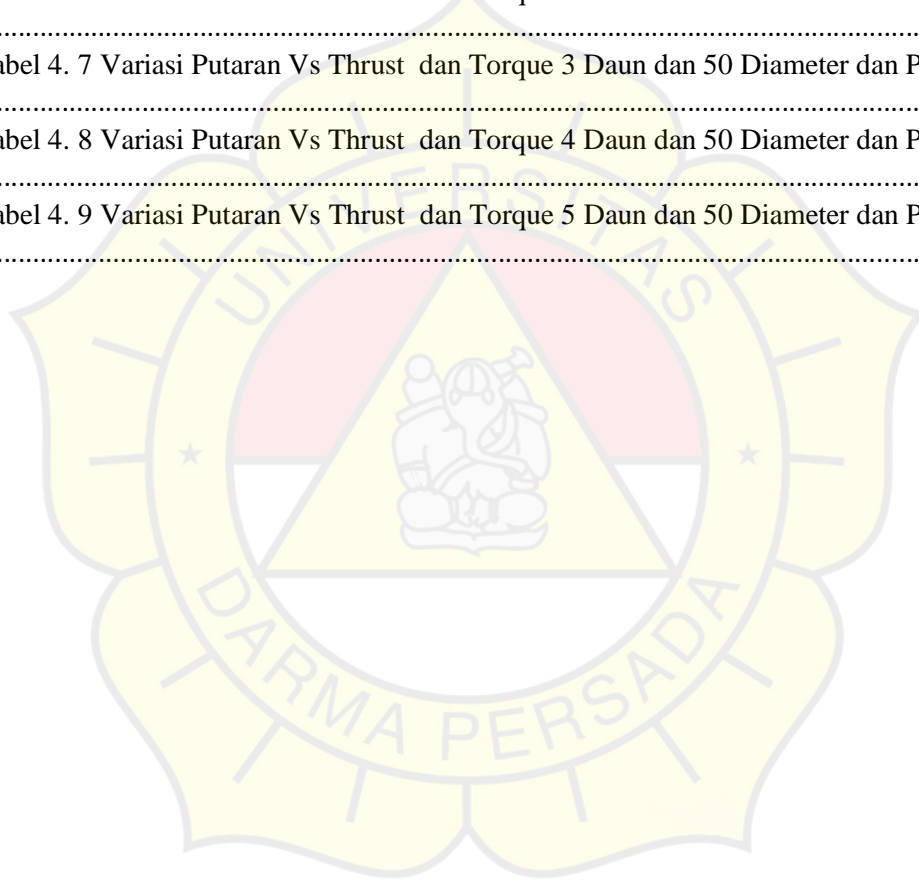 .......................................................................................................................................
abel 4. 7 Variasi Putaran Vs Thrust dan Torque 3 Daun dan 50 Diameter dan P
.......................................................................................................................................
abel 4. 8 Variasi Putaran Vs Thrust dan Torque 4 Daun dan 50 Diameter dan P
.......................................................................................................................................
abel 4. 9 Variasi Putaran Vs Thrust dan Torque 5 Daun dan 50 Diameter dan P
.......................................................................................................................................
UNIVERSITAS
DARMA PERSADA